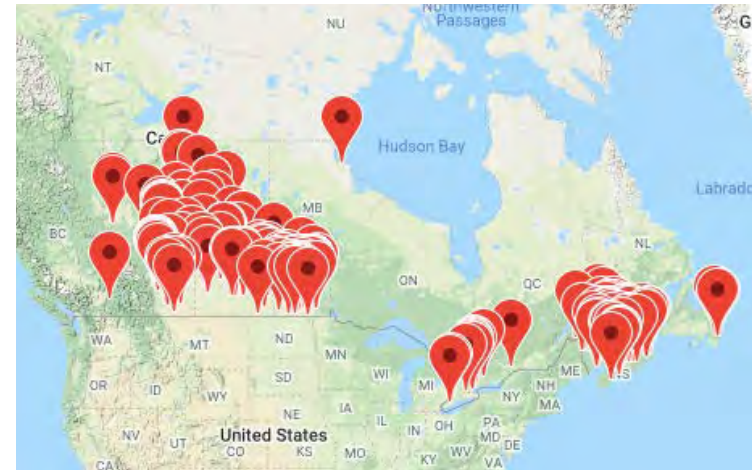 Northwestern
Passages
NU
G
NT
Ca
Hudson Bay
Labrado
MB
BC
NL
ON
QC
WA
MT
ND
MN
ME
NS
OR
ID
SD
WI
MI
NH
NY
MA
WY
NE
IA
IL
IN
OH
PA
MD
DE
NV
UT
United States
CO
KS
MO
KY
WV
VA
CA